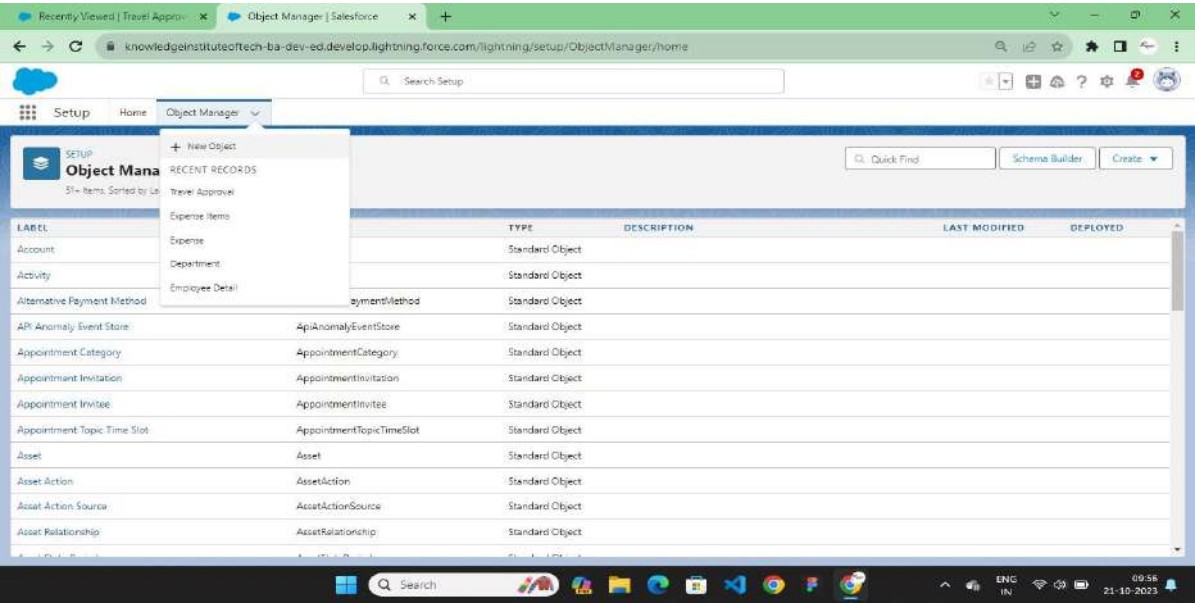 Recently Viewed | Travel Approv
Object Manager | Salesforce
knowledgeinstituteoftech-ba-dev-ed.develop.lightning.force.com/lightning/setup/ObjectManager/home
Search Setup
2
Setup Home Object Manager
+ New Object
RECENT RECORDS
Travel Approval
Expense Items
Expense
Department
Employee Detail
SETUP
Object Mana
51+ Items, Sorted by La
Quick Find
Schema Builder
Create
LABEL TYPE DESCRIPTION LAST MODIFIED DEPLOYED
Account Standard Object
Activity Standard Object
Alternative Payment Method aymentMethod Standard Object
API Anomaly Event Store ApiAnomalyEventStore Standard Object
Appointment Category AppointmentCategory Standard Object
Appointment Invitation AppointmentInvitation Standard Object
Appointment Invitee AppointmentInvitee Standard Object
Appointment Topic Time Slot AppointmentTopicTimeSlot Standard Object
Asset Asset Standard Object
Asset Action AssetAction Standard Object
Asset Action Source AssetActionSource Standard Object
Asset Relationship AssetRelationship Standard Object
Search
ENG
IN
09:56
21-10-2023